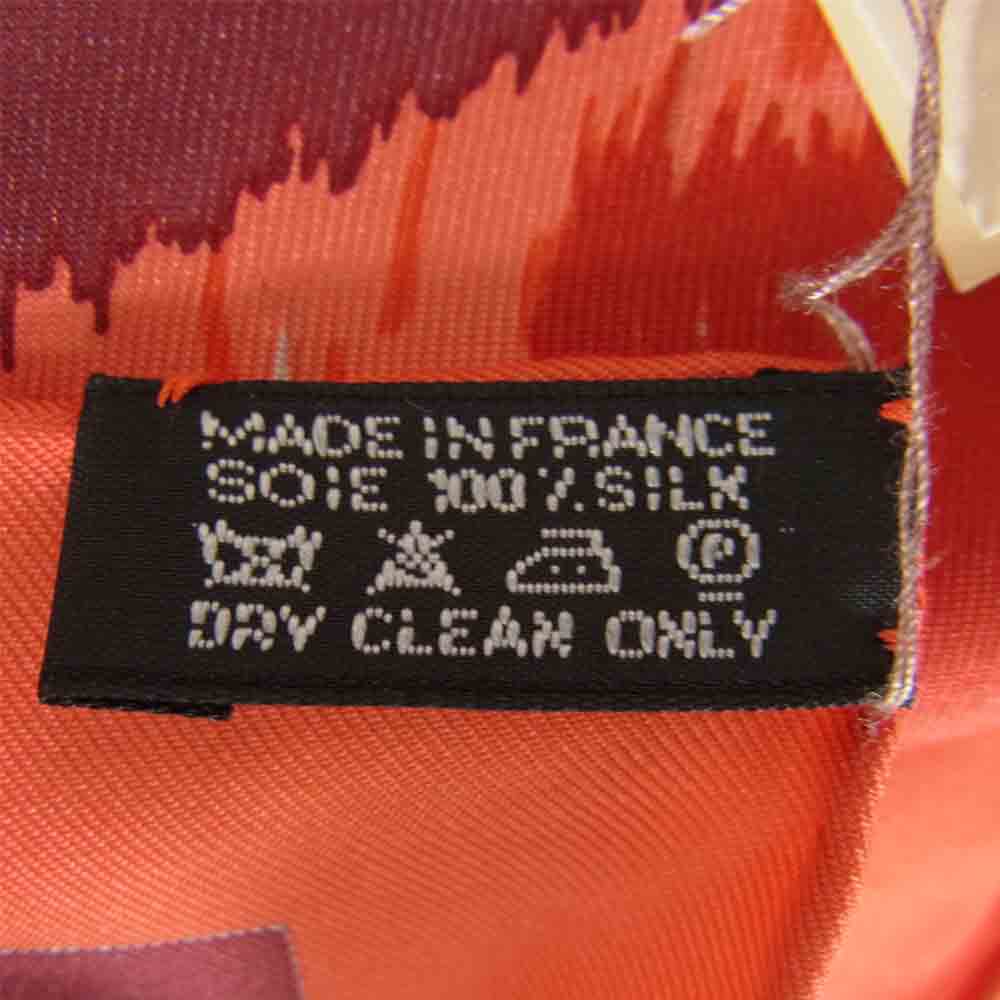 MADE IN FRANCE
SOIE 100% SILK
P
DRY CLEAN ONLY